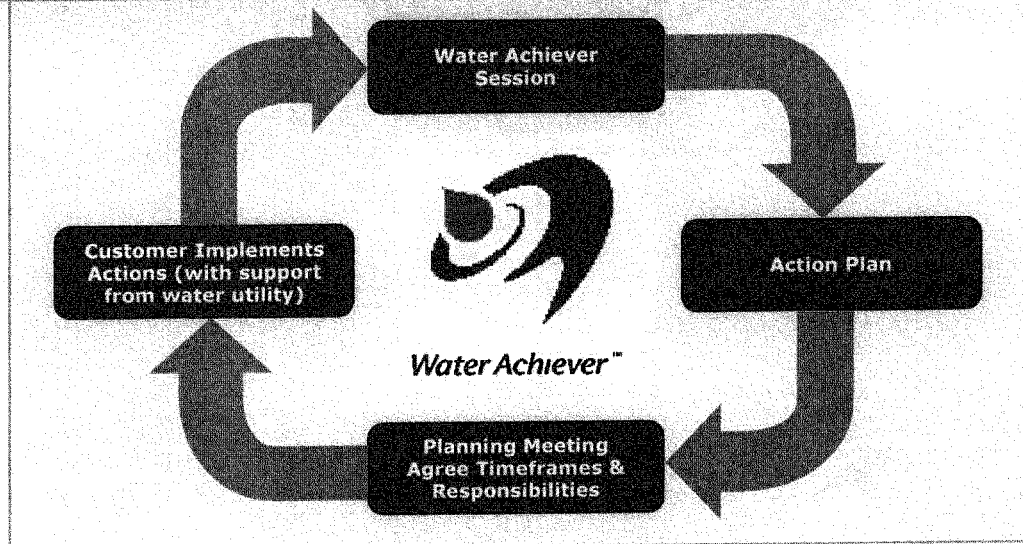 Water Achiever
Session
Action Plan
Planning Meeting
Agree Timeframes &
Responsibilities
Customer Implements
Actions (with support
from water utility)
Water Achiever™